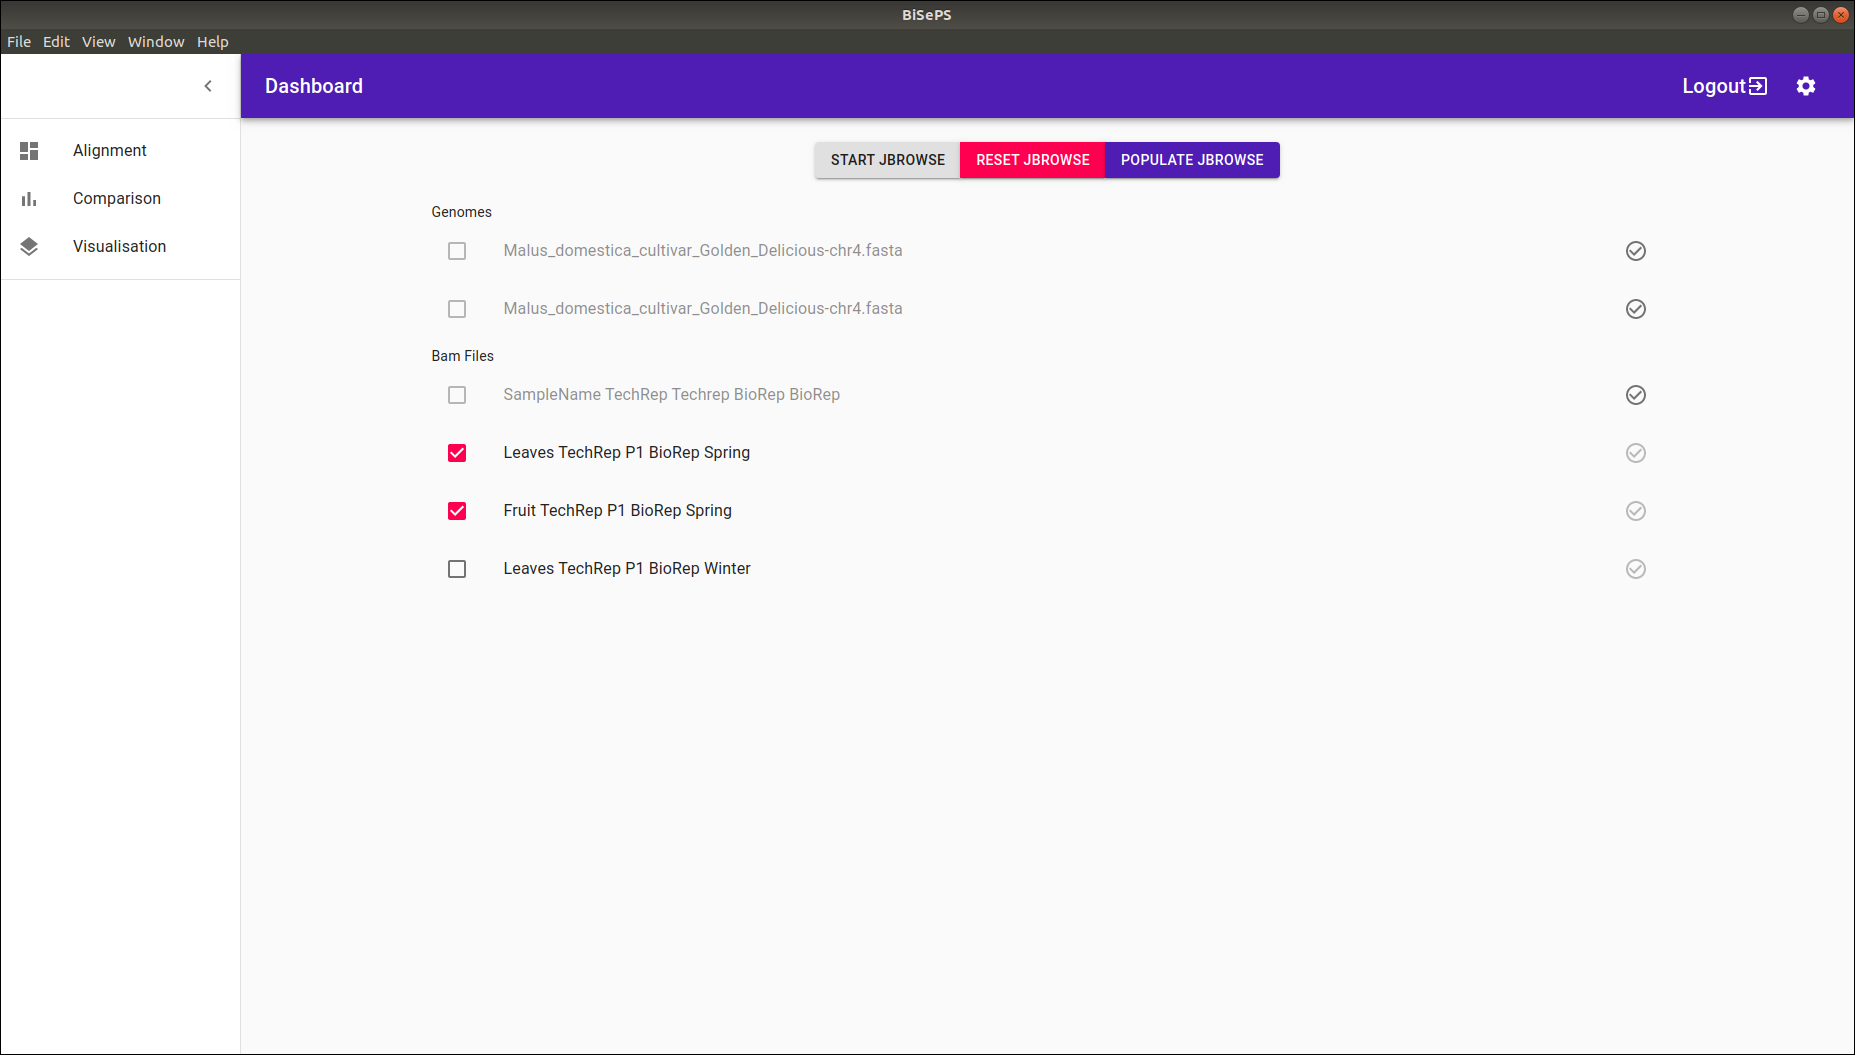 BiSePS
File Edit View Window Help
Dashboard
Logout
Alignment
Comparison
Visualisation
START JBROWSE RESET JBROWSE POPULATE JBROWSE
Genomes
Malus_domestica_cultivar_Golden_Delicious-chr4.fasta
Malus_domestica_cultivar_Golden_Delicious-chr4.fasta
Bam Files
SampleName TechRep Techrep BioRep BioRep
Leaves TechRep P1 BioRep Spring
Fruit TechRep P1 BioRep Spring
Leaves TechRep P1 BioRep Winter